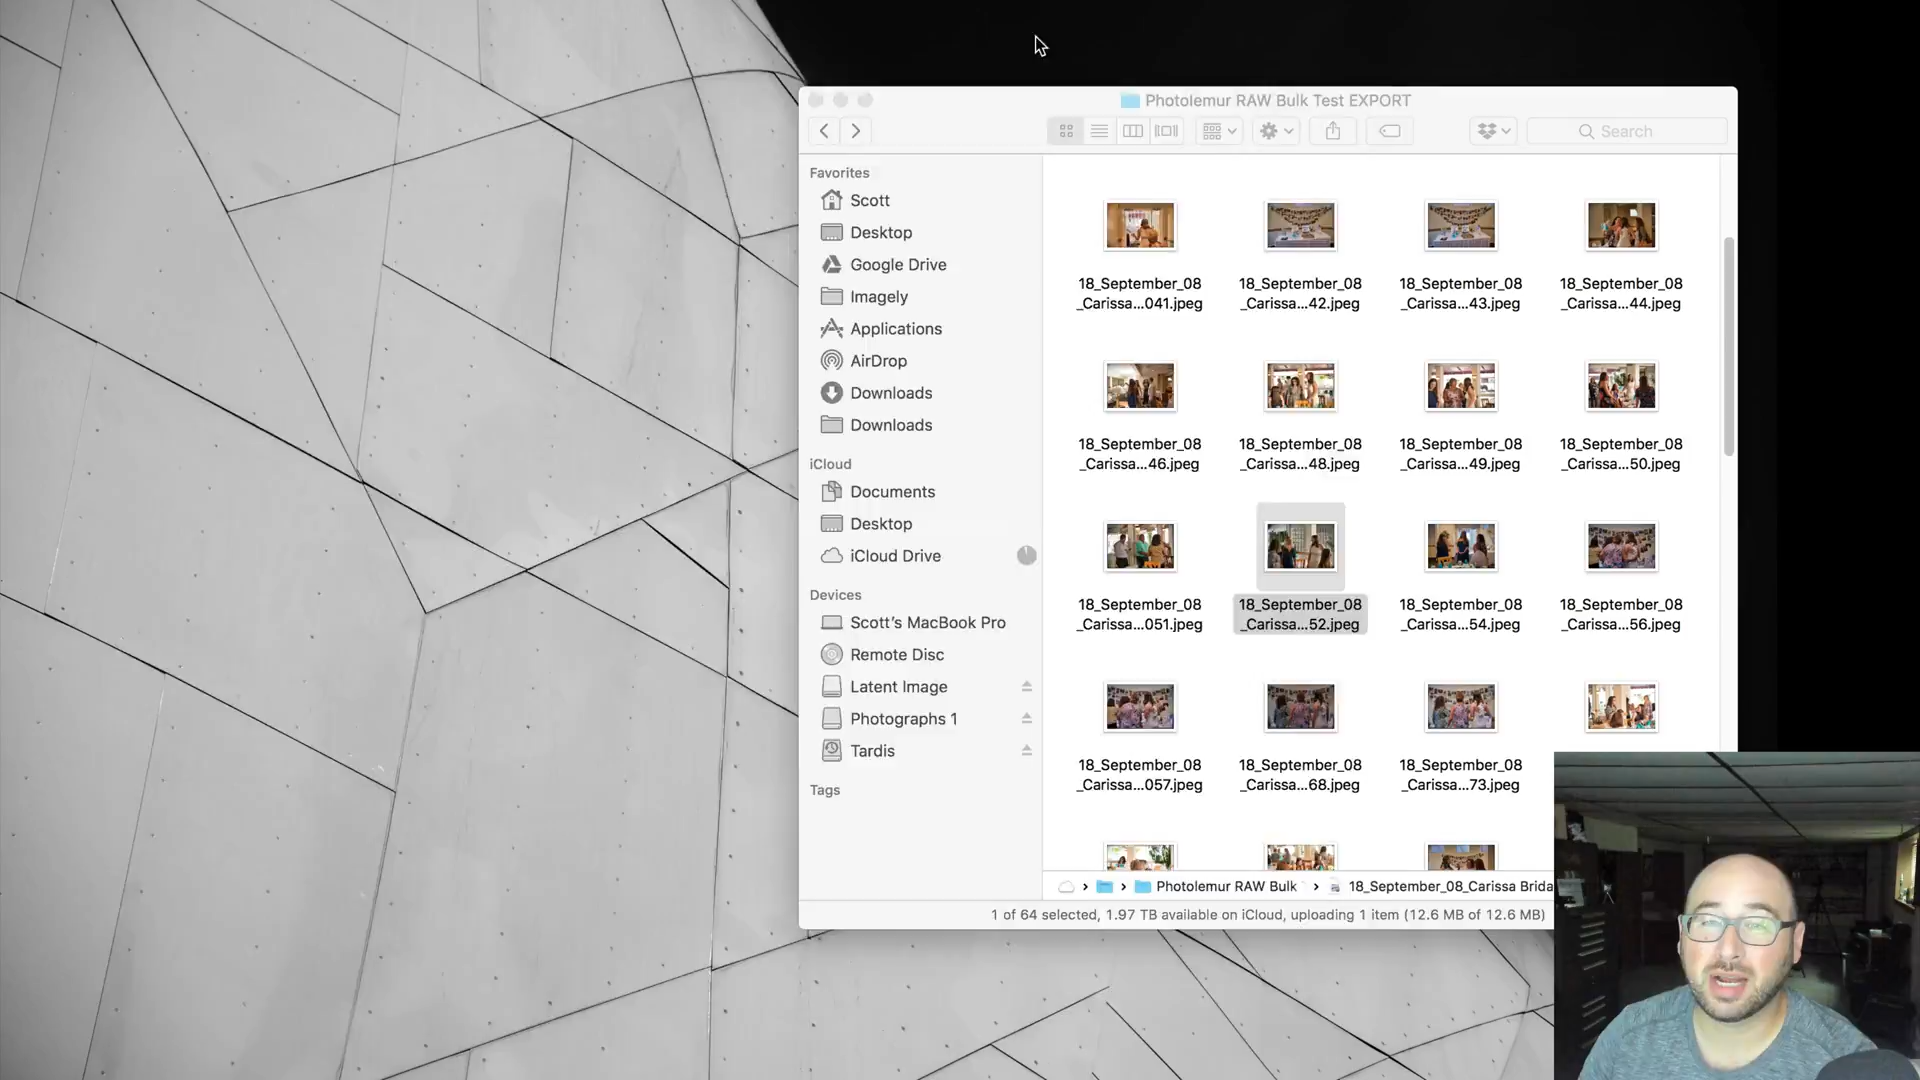 Photolemur RAW Bulk Test EXPORT
Search
Favorites
Scott
Desktop
Google Drive
Imagely
Applications
AirDrop
Downloads
Downloads
iCloud
Documents
Desktop
iCloud Drive
Devices
Scott's MacBook Pro
Remote Disc
Latent Image
Photographs 1
Tardis
Tags
18_September_08
_Carissa...041.jpeg
18_September_08
_Carissa...42.jpeg
18_September_08
_Carissa...43.jpeg
18_September_08
_Carissa...44.jpeg
18_September_08
_Carissa...46.jpeg
18_September_08
_Carissa...48.jpeg
18_September_08
_Carissa...49.jpeg
18_September_08
_Carissa...50.jpeg
18_September_08
_Carissa...051.jpeg
18_September_08
_Carissa...52.jpeg
18_September_08
_Carissa...54.jpeg
18_September_08
_Carissa...56.jpeg
18_September_08
_Carissa...057.jpeg
18_September_08
_Carissa...68.jpeg
18_September_08
_Carissa...73.jpeg
Photolemur RAW Bulk › 18_September_08_Carissa Brida
1 of 64 selected, 1.97 TB available on iCloud, uploading 1 item (12.6 MB of 12.6 MB)